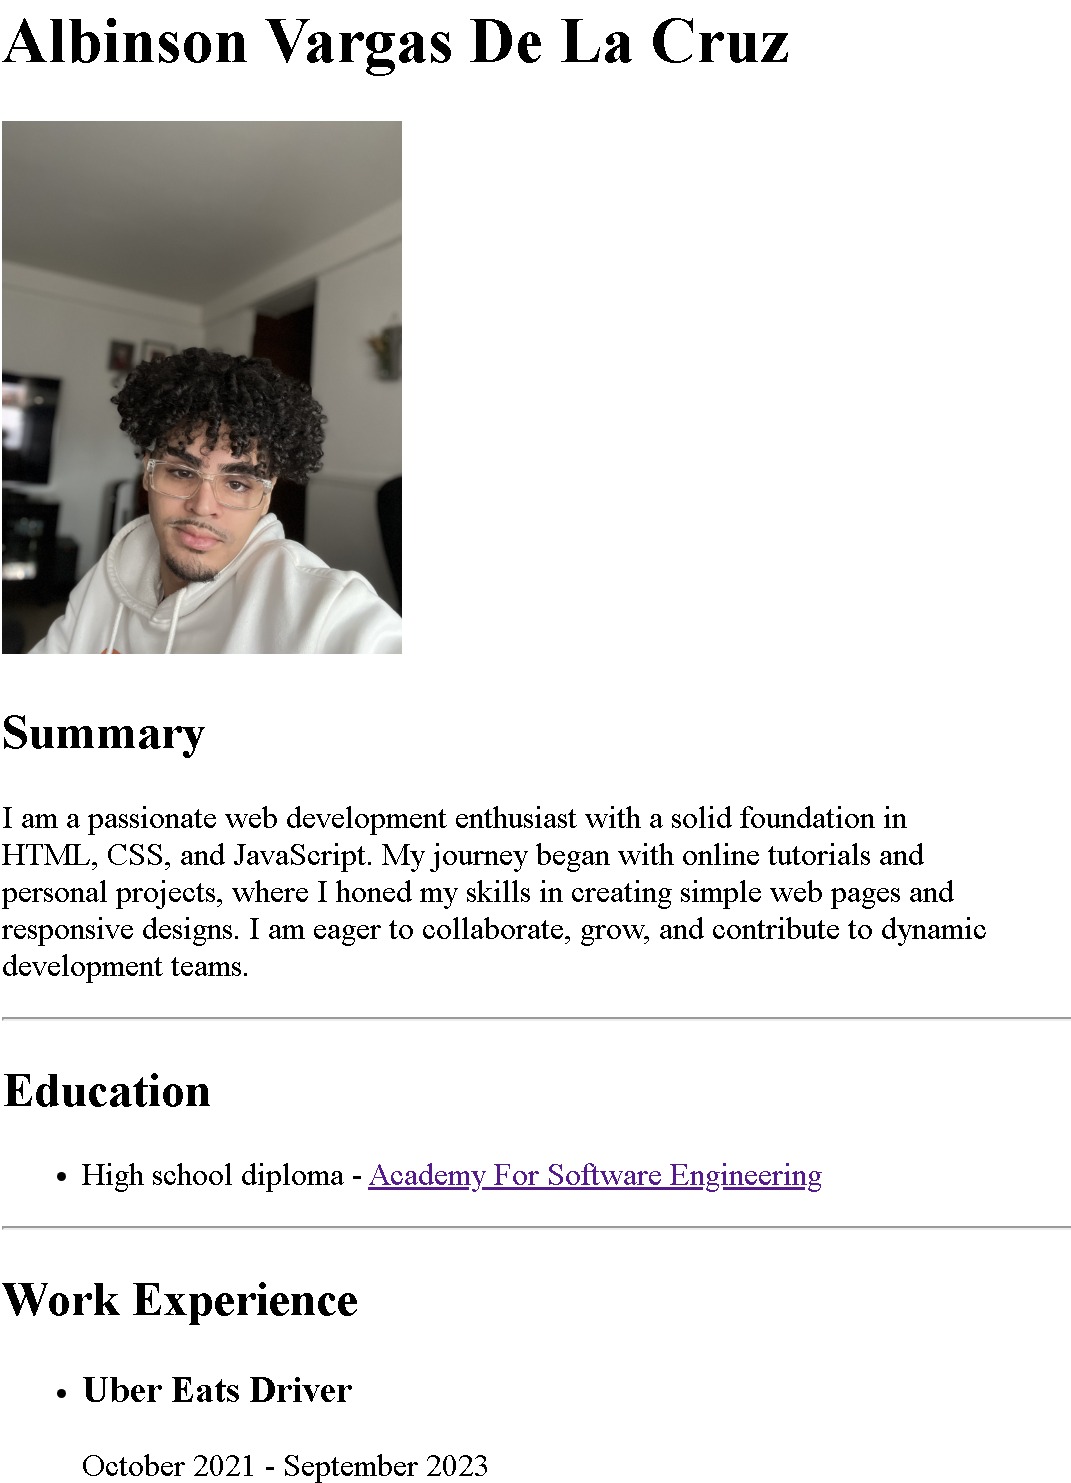 Albinson Vargas De La Cruz
Summary
I am a passionate web development enthusiast with a solid foundation in
HTML, CSS, and JavaScript. My journey began with online tutorials and
personal projects, where I honed my skills in creating simple web pages and
responsive designs. I am eager to collaborate, grow, and contribute to dynamic
development teams.
Education
• High school diploma - Academy For Software Engineering
Work Experience
• Uber Eats Driver
October 2021 - September 2023